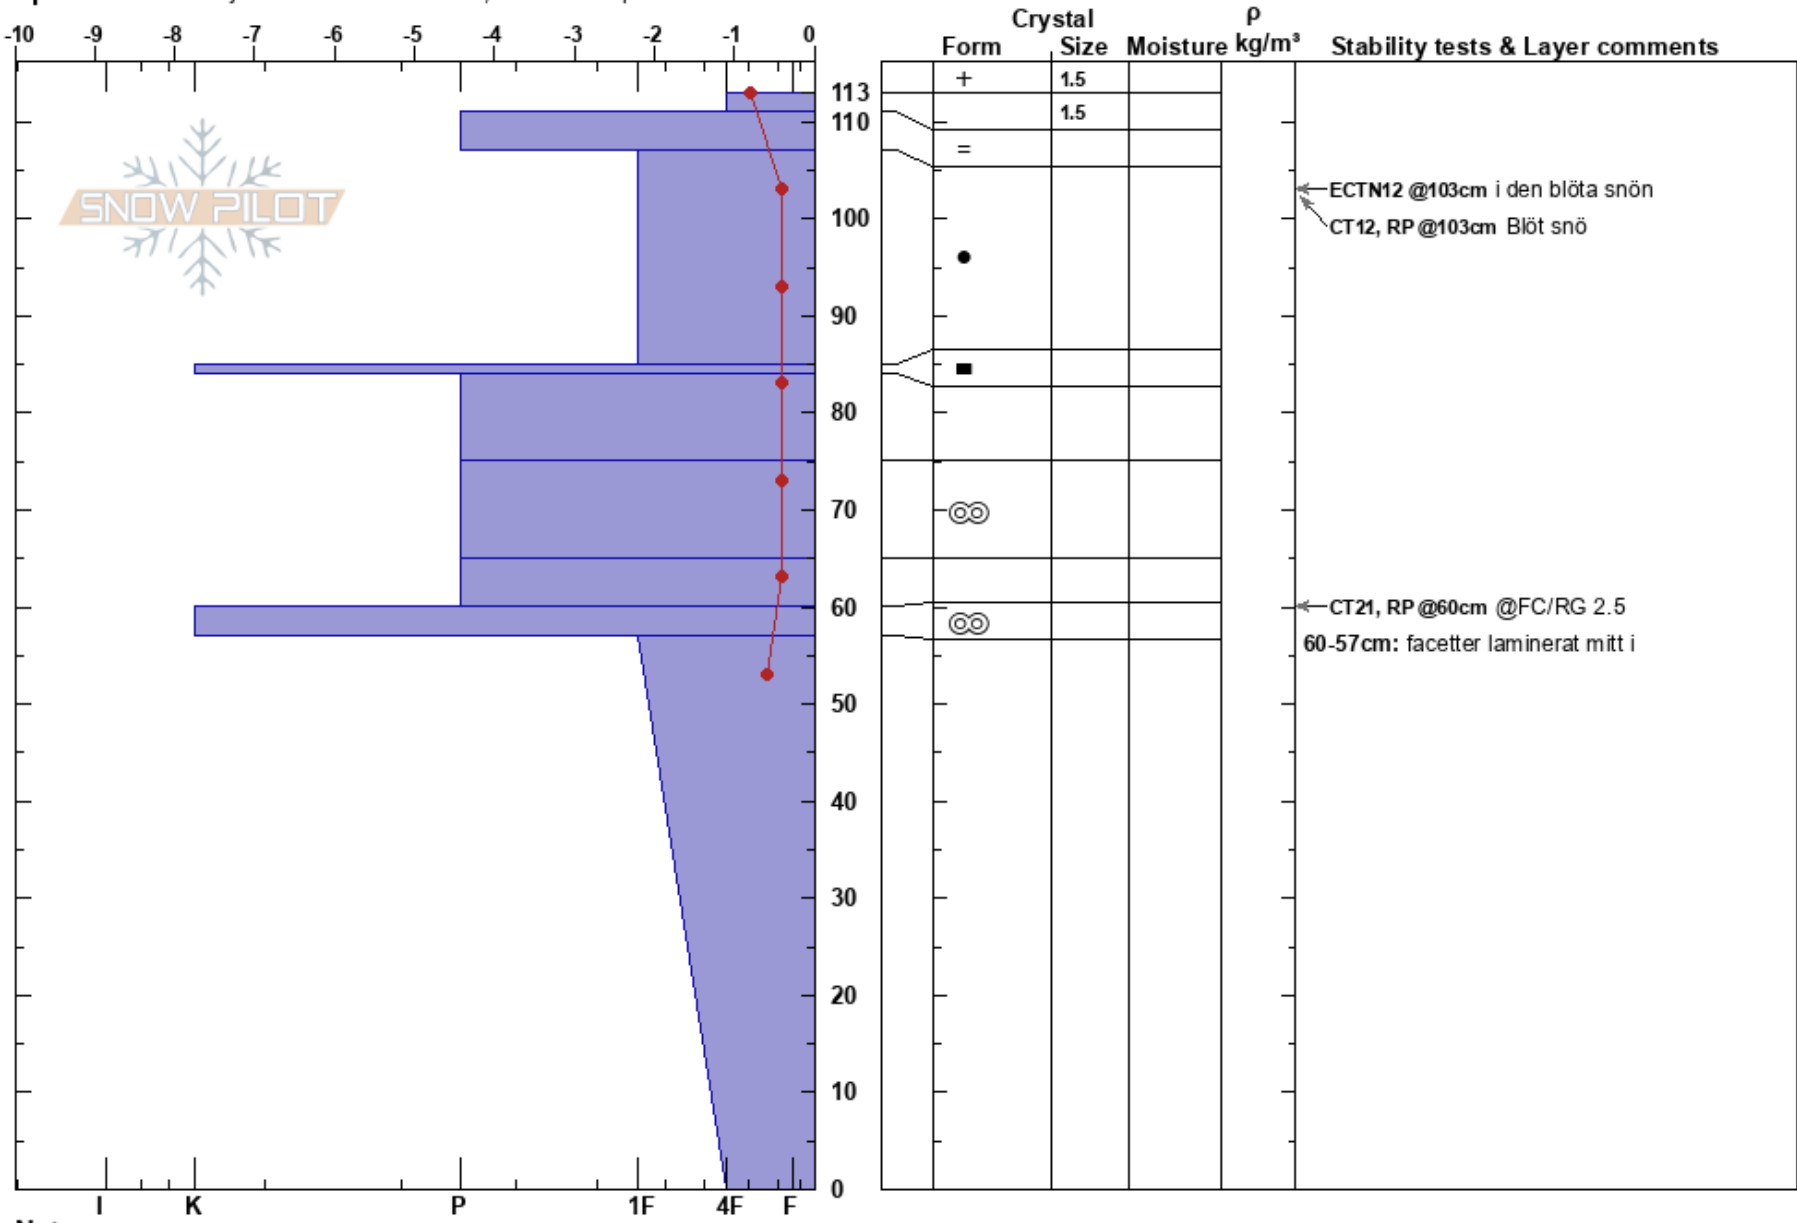 -10 -9 -8 -7 -6 -5 -4 -3 -2 -1 0
Crystal
Form Size Moisture ρ kg/m³ Stability tests & Layer comments
SNOW PILOT
113
110
100
90
80
70
60
50
40
30
20
10
0
+ 1.5
1.5
=
ECTN12 @103cm i den blöta snön
CT12, RP @103cm Blöt snö
CT21, RP @60cm @FC/RG 2.5
60-57cm: facetter laminerat mitt i
I K P 1F 4F F